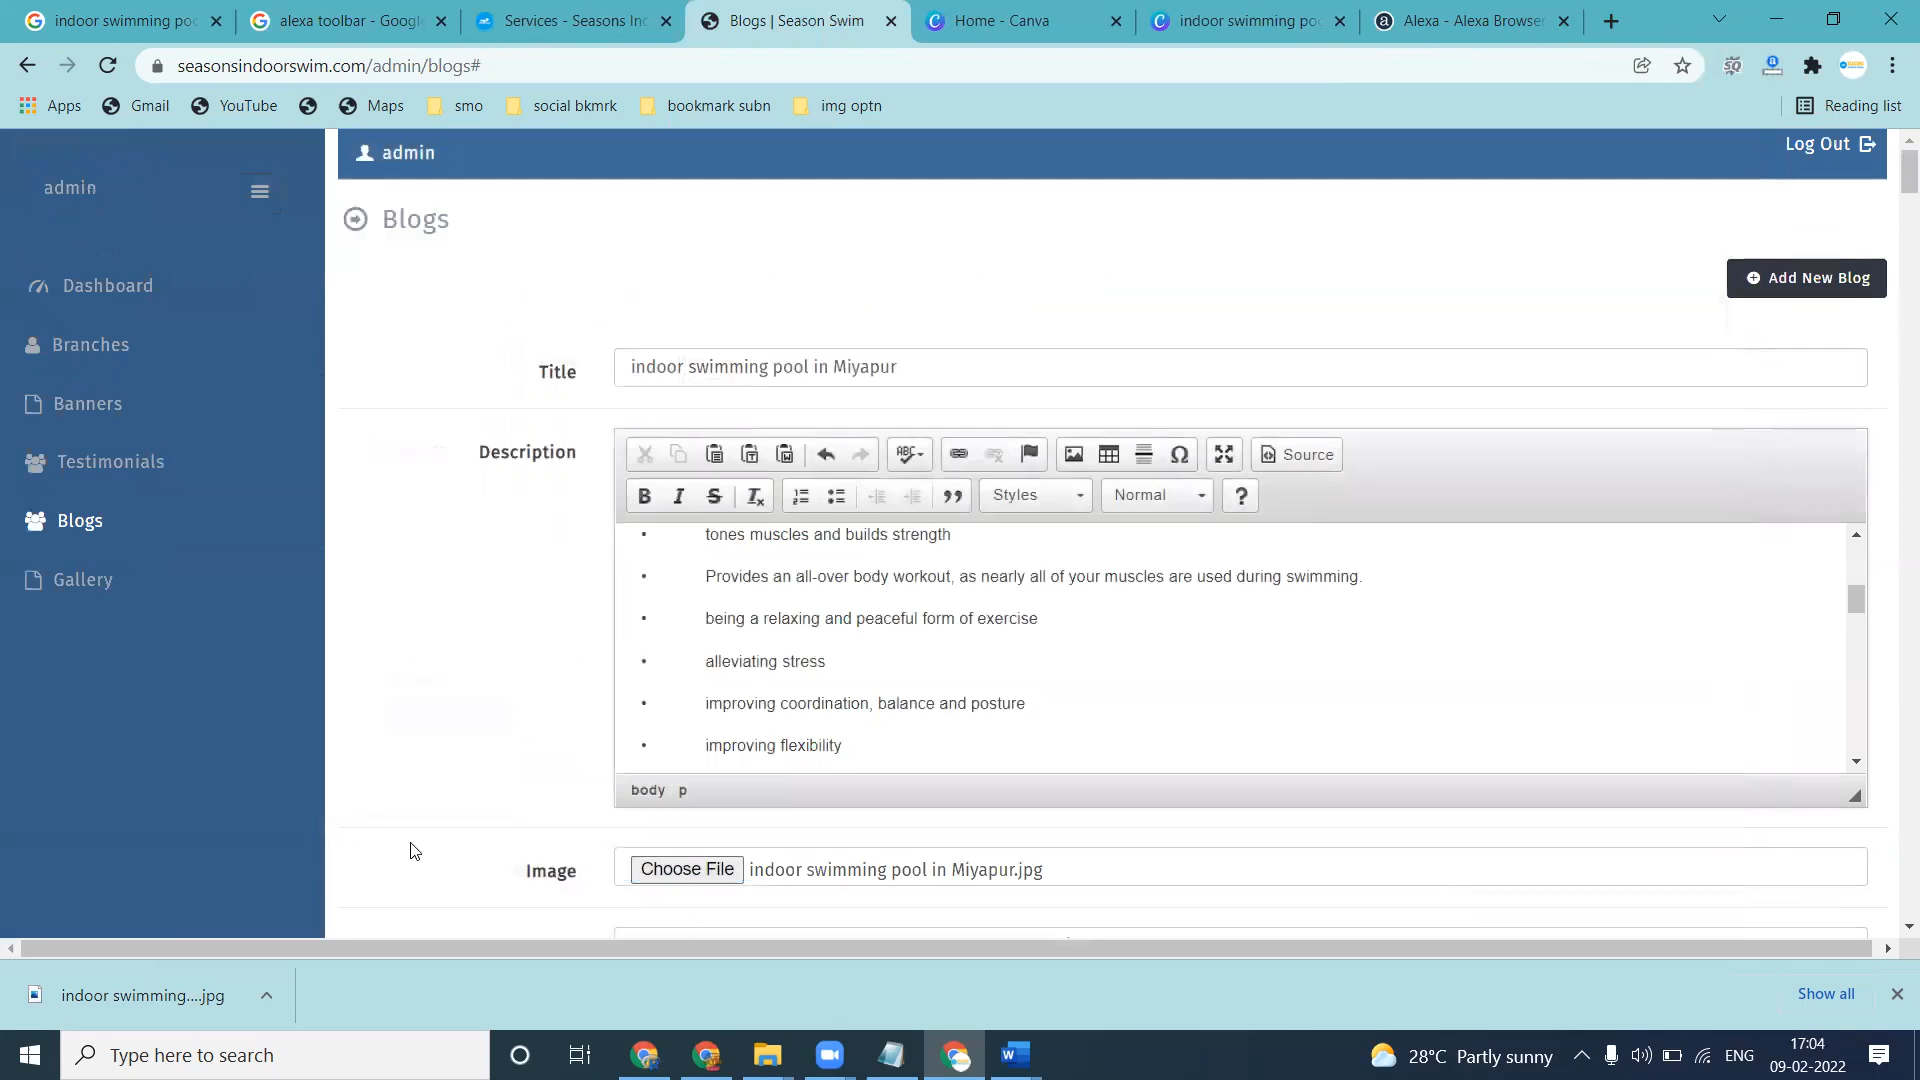 indoor swimming poo
alexa toolbar - Google
Services - Seasons Ind
Blogs | Season Swim
Home - Canva
indoor swimming poo
Alexa - Alexa Browser
seasonsindoorswim.com/admin/blogs#
Apps
Gmail
YouTube
Maps
smo
social bkmrk
bookmark subn
img optn
Reading list
admin
Dashboard
Branches
Banners
Testimonials
Blogs
Gallery
admin
Log Out
Blogs
Add New Blog
Title
indoor swimming pool in Miyapur
Description
ABC
Source
B I S Tx
Styles
Normal
?
• tones muscles and builds strength
• Provides an all-over body workout, as nearly all of your muscles are used during swimming.
• being a relaxing and peaceful form of exercise
• alleviating stress
• improving coordination, balance and posture
• improving flexibility
body p
Image
Choose File indoor swimming pool in Miyapur.jpg
indoor swimming....jpg
Show all
Type here to search
28°C Partly sunny
ENG
17:04
09-02-2022